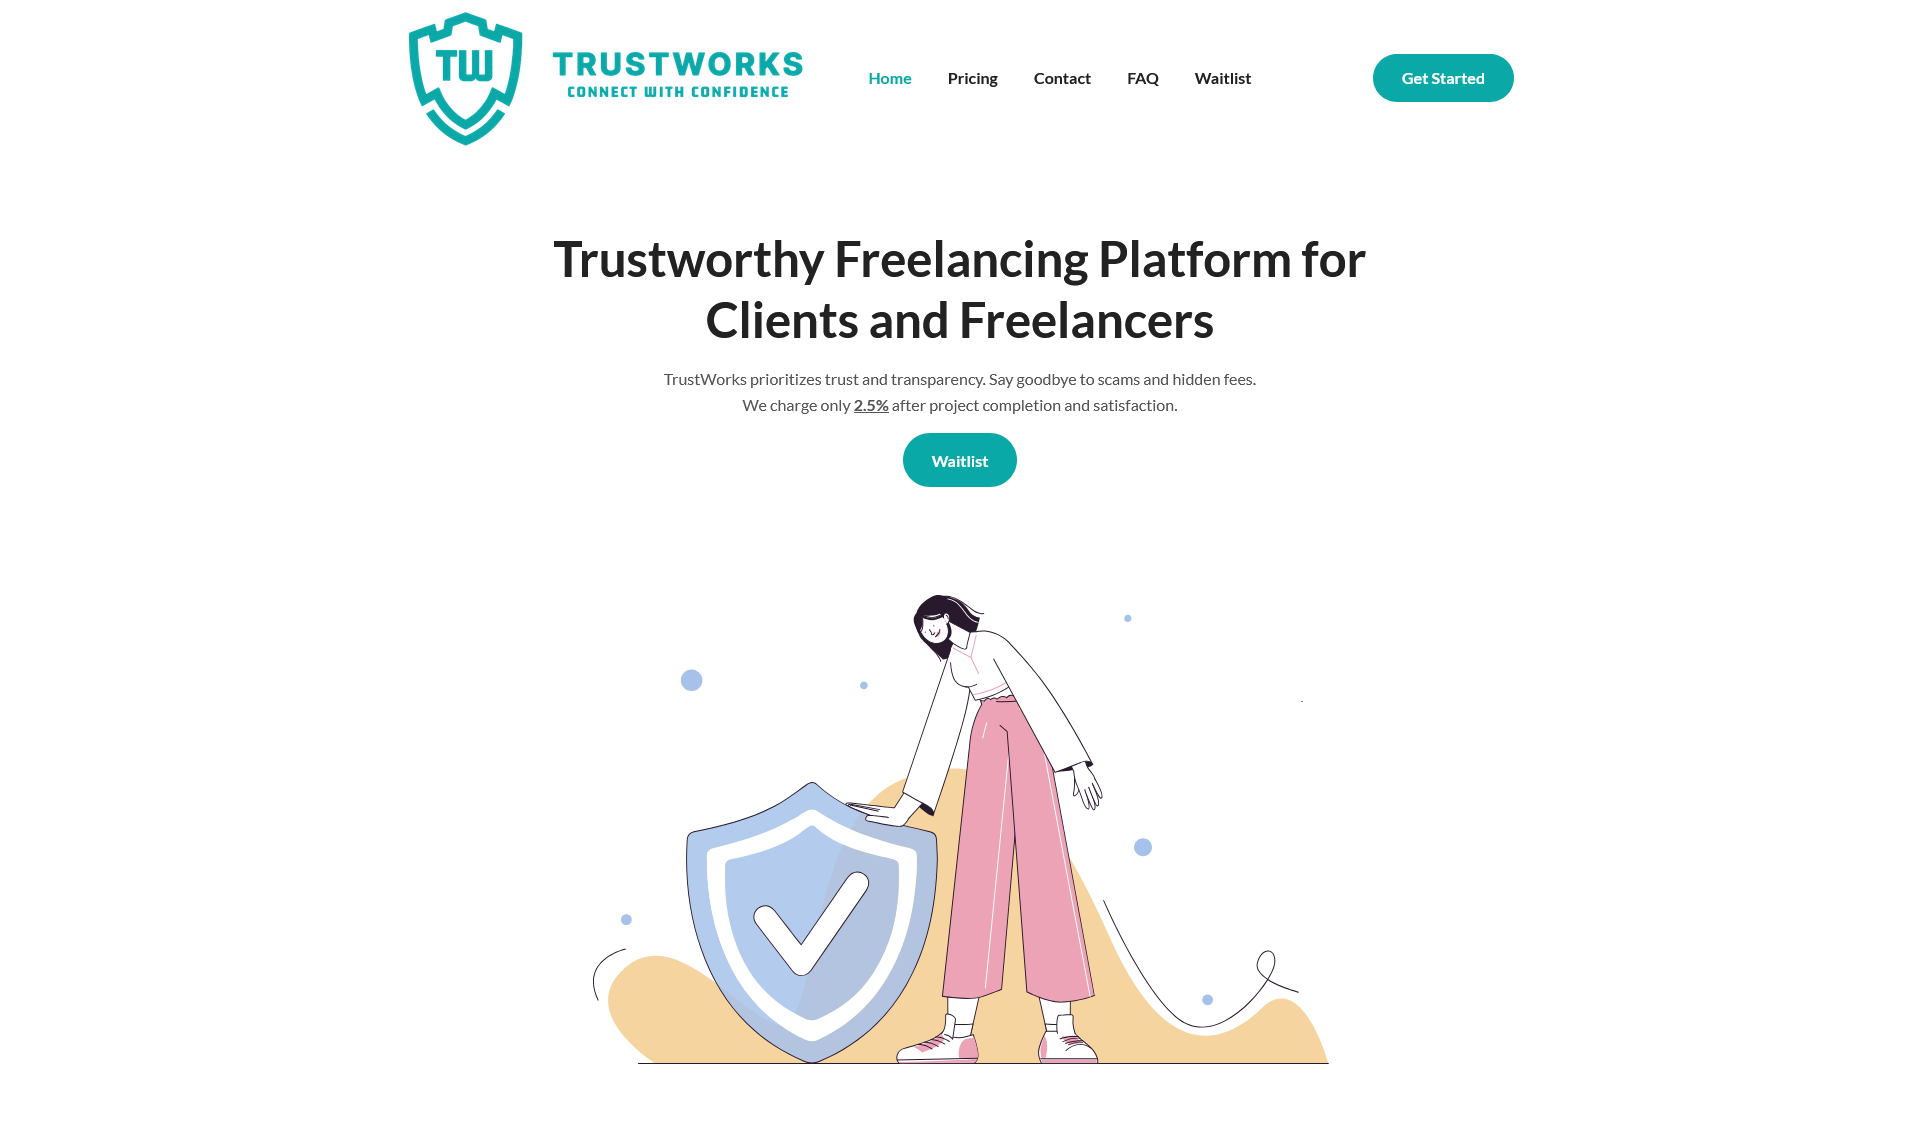 TW
TRUSTWORKS
CONNECT WITH CONFIDENCE
Home
Pricing
Contact
FAQ
Waitlist
Get Started
Trustworthy Freelancing Platform for
Clients and Freelancers
TrustWorks prioritizes trust and transparency. Say goodbye to scams and hidden fees.
We charge only 2.5% after project completion and satisfaction.
Waitlist